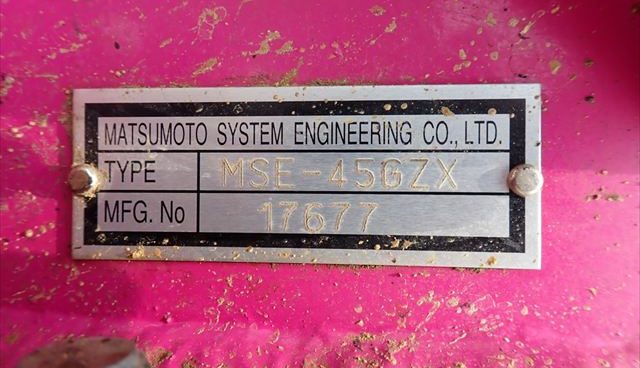 MATSUMOTO SYSTEM ENGINEERING CO., LTD.
TYPE MSE-45GZX
MFG. No 17677